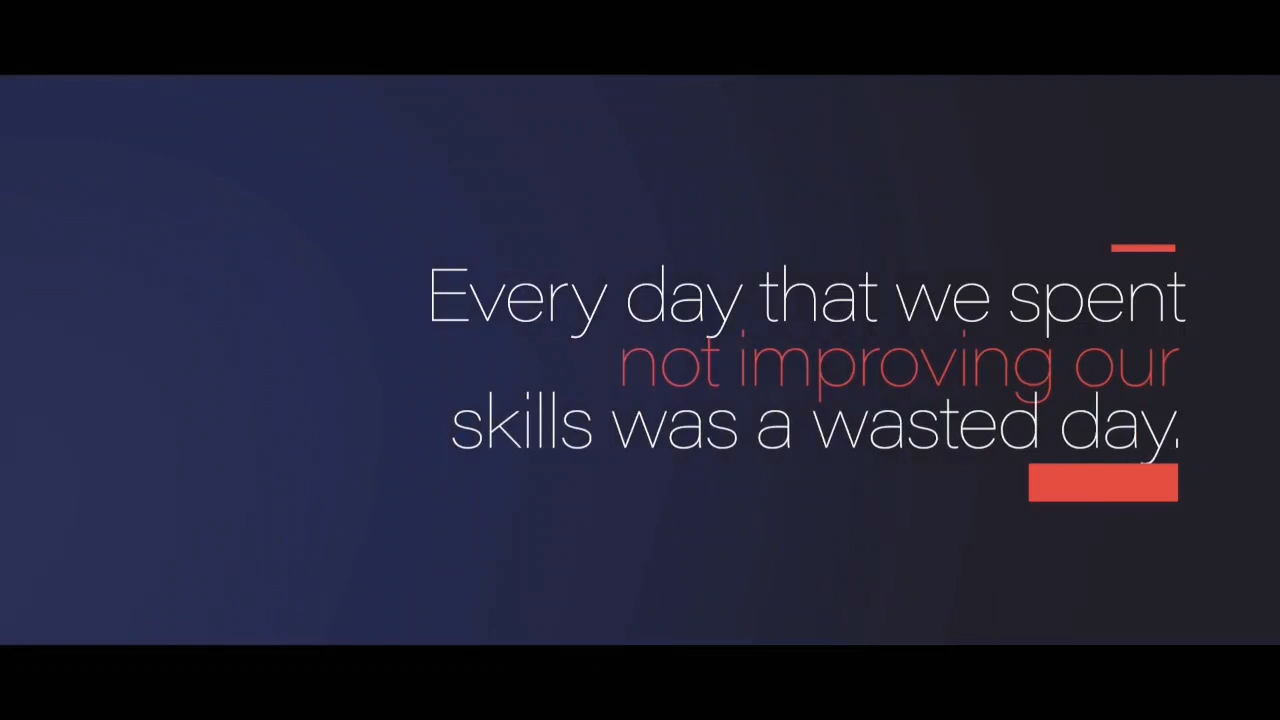 Every day that we spent
not improving our
skills was a wasted day.